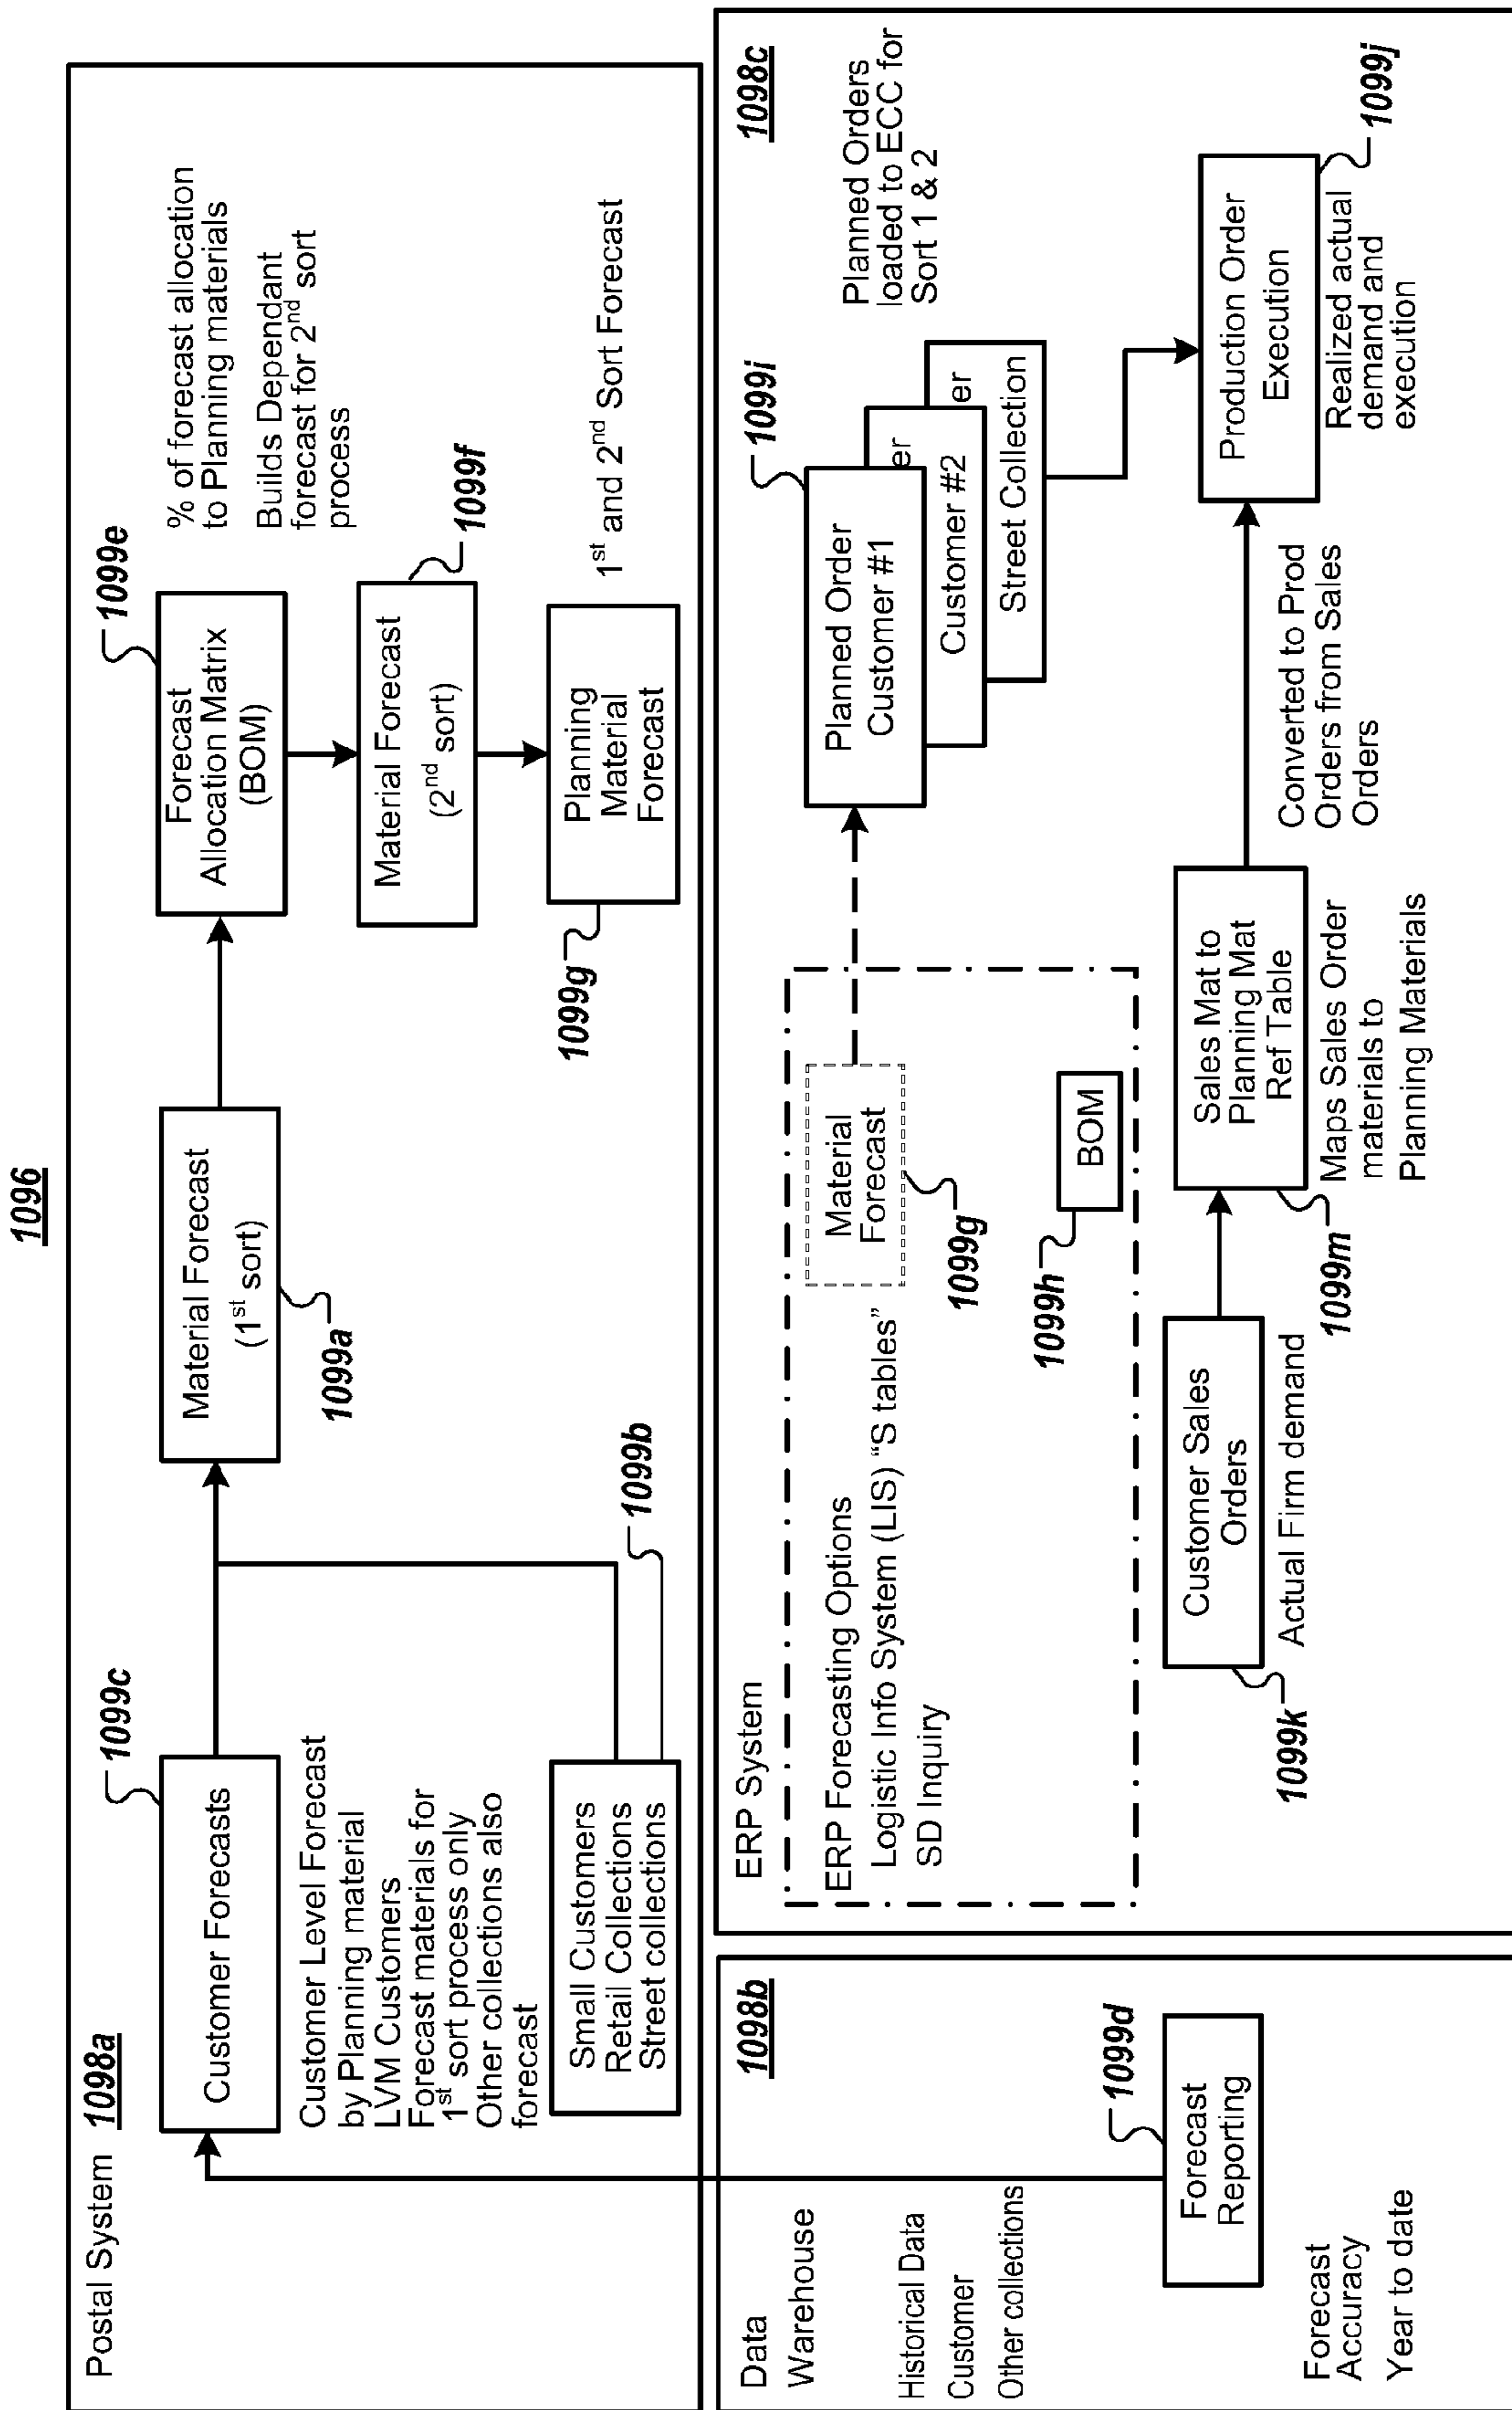 1096
Postal System 1098a
1099c
Customer Forecasts
Customer Level Forecast
by Planning material
LVM Customers
Forecast materials for
1st sort process only
Other collections also
forecast
Small Customers
Retail Collections
Street collections
1099b
Material Forecast
(1st sort)
1099a
1099e
Forecast
Allocation Matrix
(BOM)
% of forecast allocation
to Planning materials
Builds Dependant
forecast for 2nd sort
process
1099f
Material Forecast
(2nd sort)
1st and 2nd Sort Forecast
Planning
Material
Forecast
1099g
1098b
Data
Warehouse
Historical Data
Customer
Other collections
1099d
Forecast
Reporting
Forecast
Accuracy
Year to date
1098c
ERP System
ERP Forecasting Options
Logistic Info System (LIS) “S tables”
SD Inquiry
Material
Forecast
1099g
1099h
BOM
1099i
Planned Order
Customer #1
er
Customer #2
er
Street Collection
Planned Orders
loaded to ECC for
Sort 1 & 2
Customer Sales
Orders
Actual Firm demand
1099k
Sales Mat to
Planning Mat
Ref Table
1099m
Maps Sales Order
materials to
Planning Materials
Converted to Prod
Orders from Sales
Orders
Production Order
Execution
Realized actual
demand and
execution
1099j